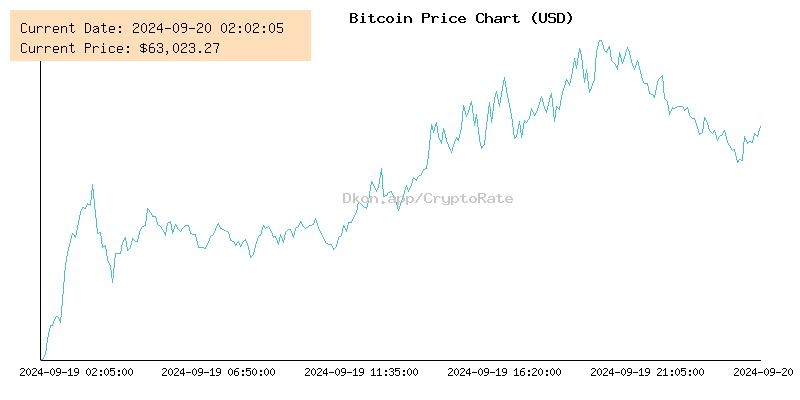 Bitcoin Price Chart (USD)
Current Date: 2024-09-20 02:02:05
Current Price: $63,023.27
Dkon.app/CryptoRate
2024-09-19 02:05:00
2024-09-19 06:50:00
2024-09-19 11:35:00
2024-09-19 16:20:00
2024-09-19 21:05:00
2024-09-20